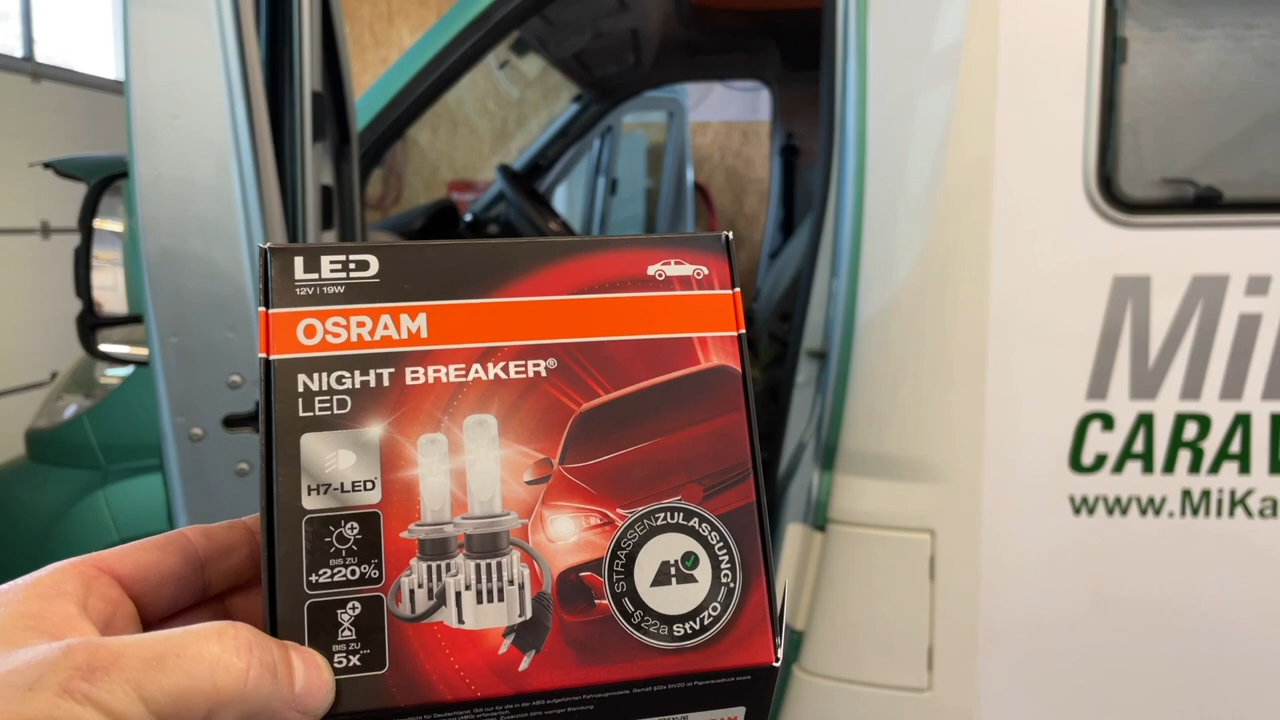 LED
12V | 19W
OSRAM
NIGHT BREAKER®
LED
H7-LED*
BIS ZU
+220%**
BIS ZU
5x***
STRASSENZULASSUNG*
§ 22a StVZO
Mi
CARA
www.MiKa